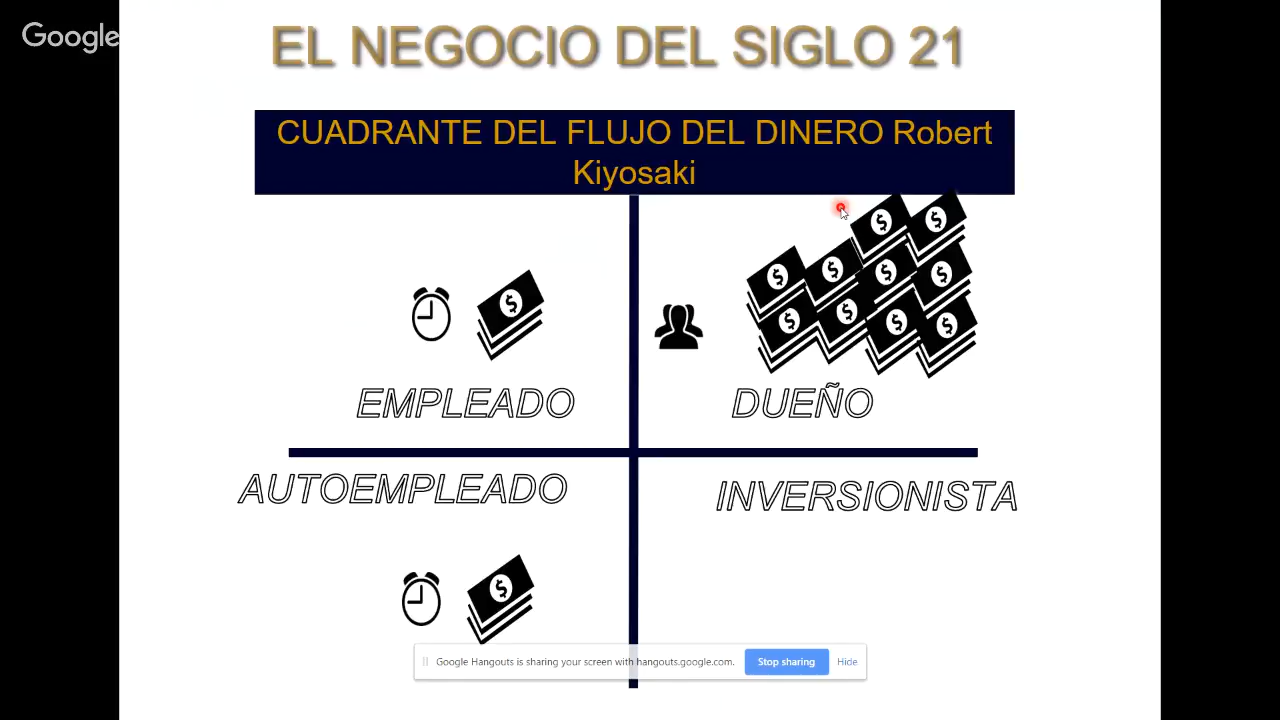 Google
EL NEGOCIO DEL SIGLO 21
CUADRANTE DEL FLUJO DEL DINERO Robert
Kiyosaki
$ $ $ $ $ $ $ $ $
EMPLEADO
DUEÑO
AUTOEMPLEADO
INVERSIONISTA
$
Google Hangouts is sharing your screen with hangouts.google.com.
Stop sharing
Hide